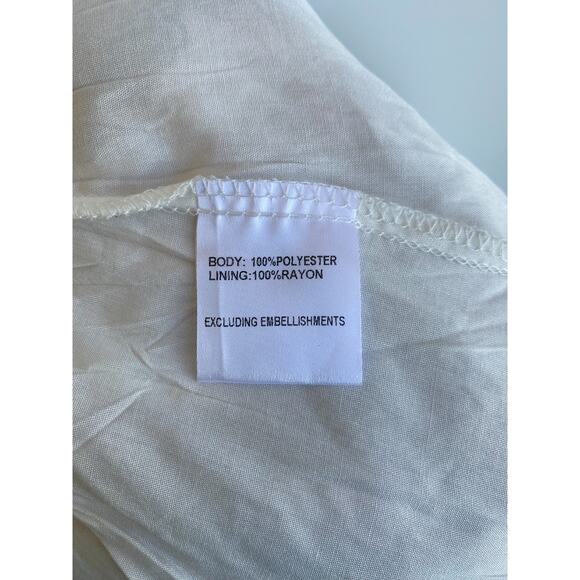 BODY: 100%POLYESTER
LINING:100%RAYON
EXCLUDING EMBELLISHMENTS